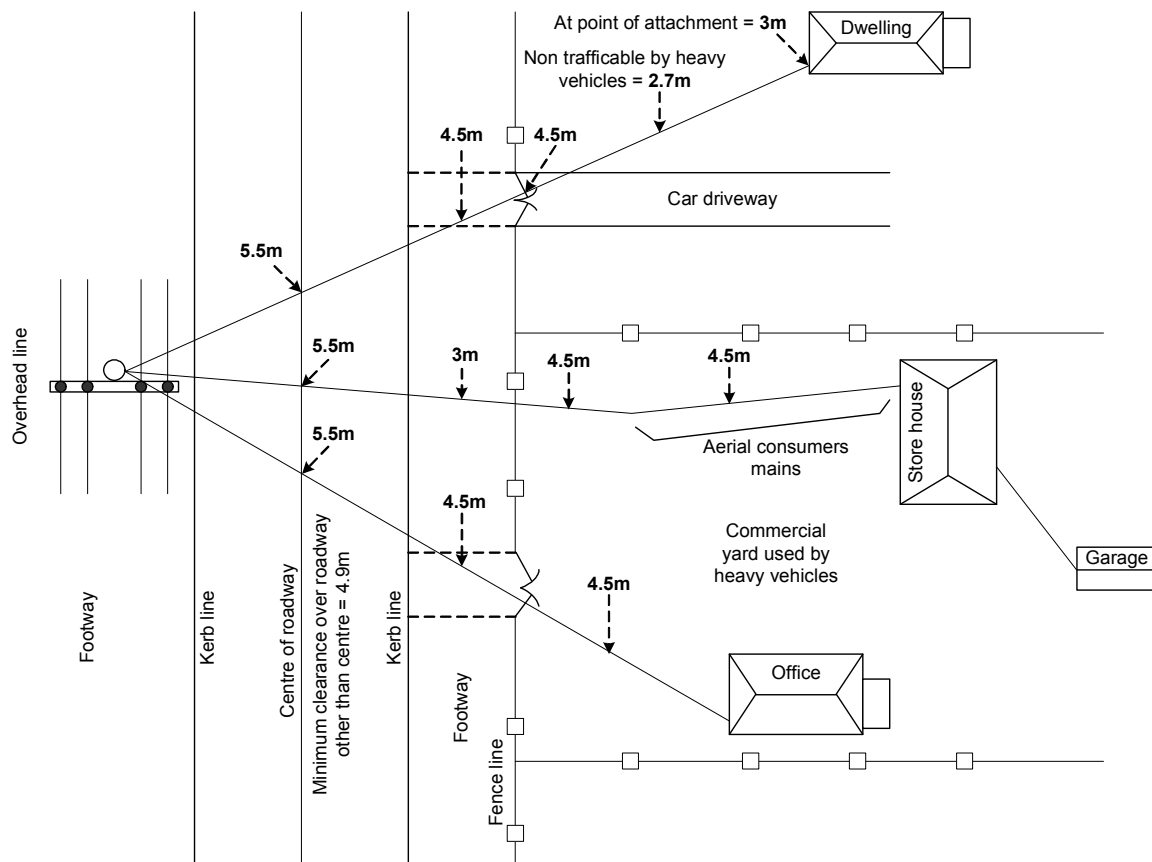 At point of attachment = 3m
Dwelling
Non trafficable by heavy
vehicles = 2.7m
4.5m
4.5m
Car driveway
5.5m
Overhead line
5.5m
3m
4.5m
4.5m
Aerial consumers
mains
Store house
5.5m
4.5m
Commercial
yard used by
heavy vehicles
Garage
4.5m
Footway
Kerb line
Centre of roadway
Minimum clearance over roadway
other than centre = 4.9m
Kerb line
Footway
Fence line
Office